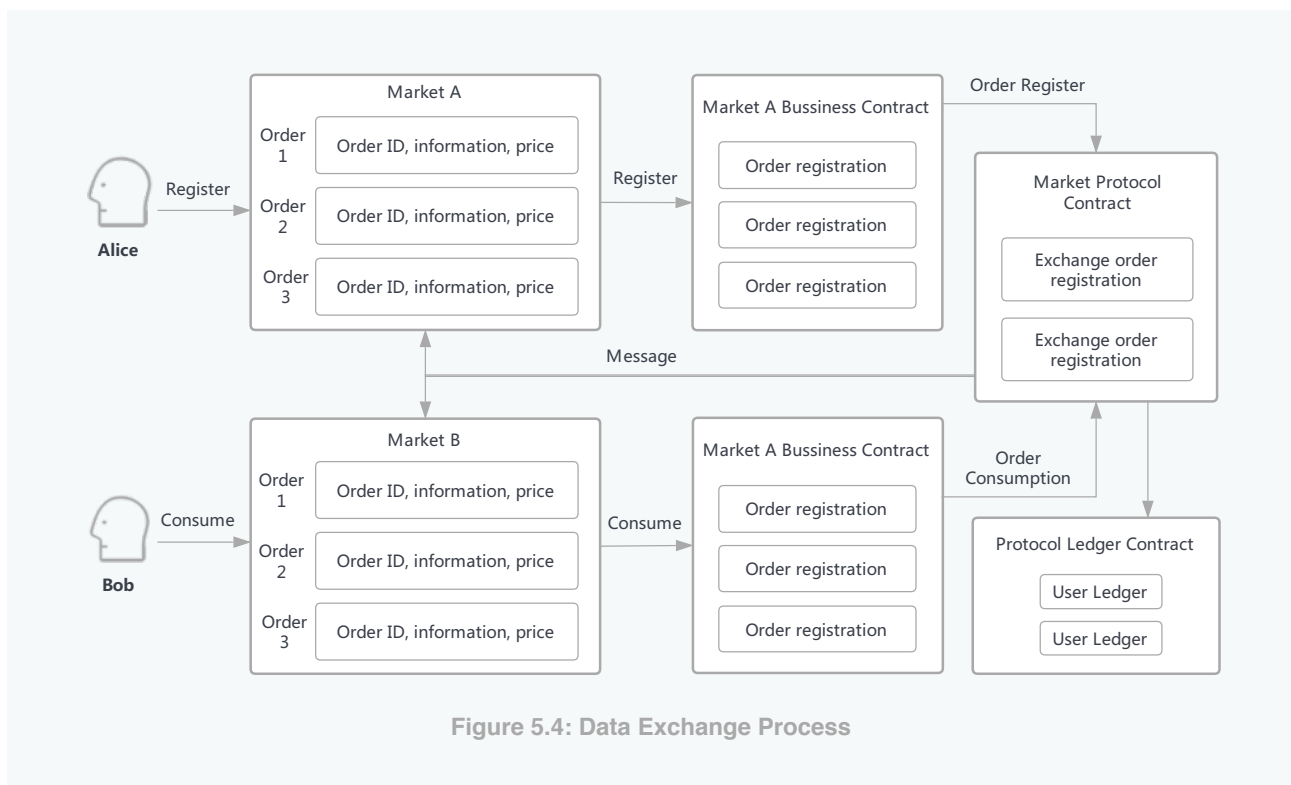 Market A
Order
1
Order ID, information, price
Order
2
Order ID, information, price
Order
3
Order ID, information, price
Register
Alice
Register
Market A Bussiness Contract
Order registration
Order registration
Order registration
Order Register
Market Protocol
Contract
Exchange order
registration
Exchange order
registration
Message
Market B
Order
1
Order ID, information, price
Order
2
Order ID, information, price
Order
3
Order ID, information, price
Consume
Bob
Consume
Market A Bussiness Contract
Order registration
Order registration
Order registration
Order
Consumption
Protocol Ledger Contract
User Ledger
User Ledger
Figure 5.4: Data Exchange Process